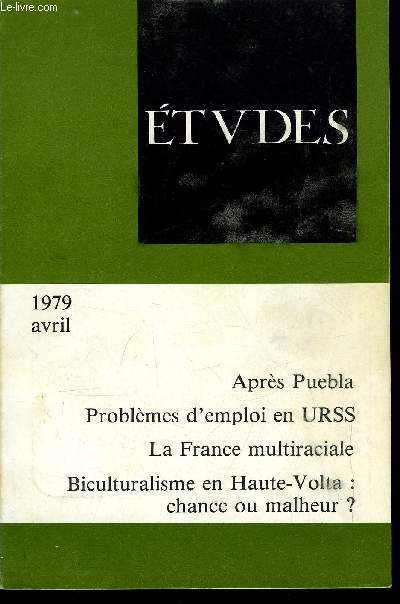 Le-livre.com
ÉTVDES
1979
avril
Après Puebla
Problèmes d'emploi en URSS
La France multiraciale
Biculturalisme en Haute-Volta :
chance ou malheur ?